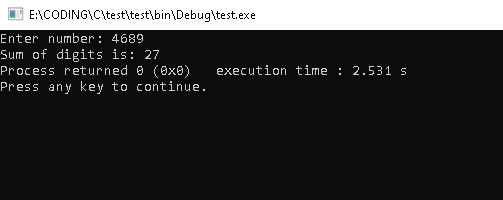 E:\CODING\C\test\test\bin\Debug\test.exe
Enter number: 4689
Sum of digits is: 27
Process returned 0 (0x0)   execution time : 2.531 s
Press any key to continue.